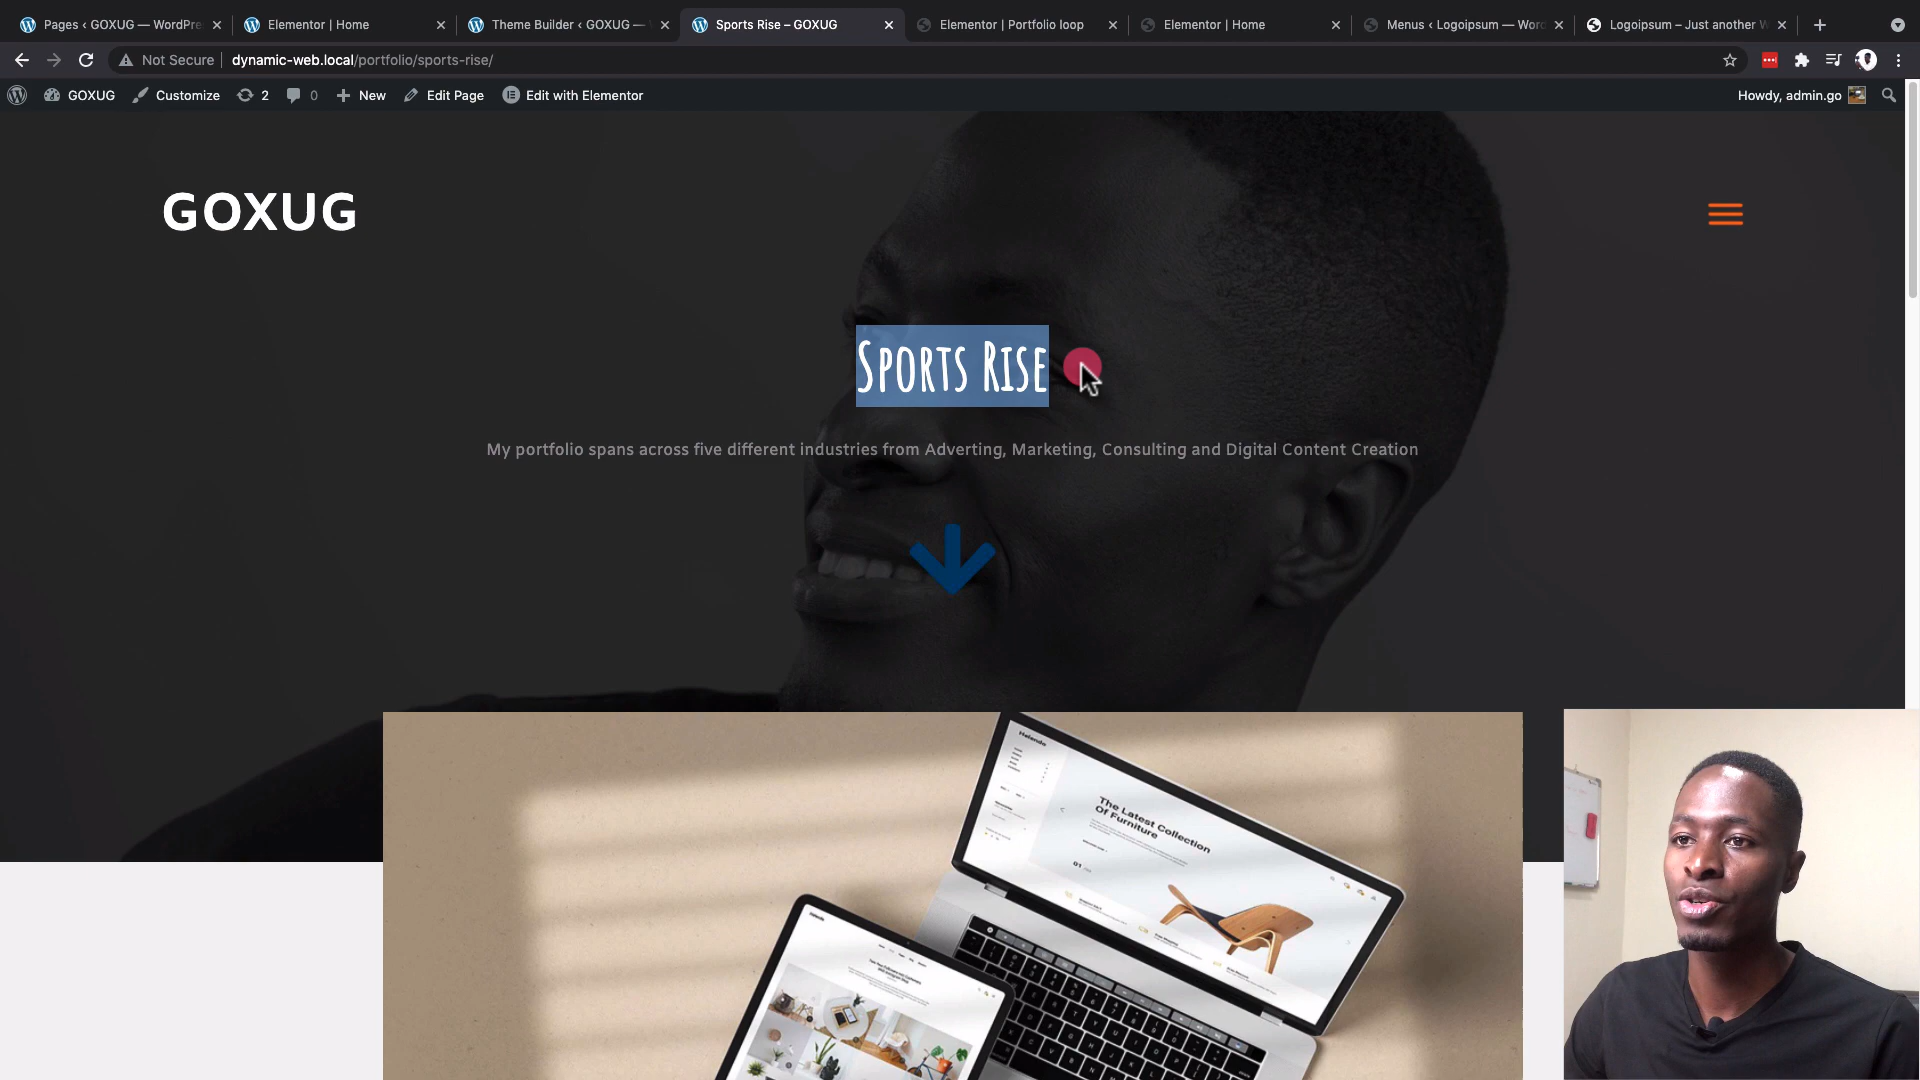 Pages ‹ GOXUG — WordPre
Elementor | Home
Theme Builder ‹ GOXUG —
Sports Rise – GOXUG
Elementor | Portfolio loop
Elementor | Home
Menus ‹ Logoipsum — Word
Logoipsum – Just another W
Not Secure
dynamic-web.local/portfolio/sports-rise/
GOXUG
Customize
2
0
New
Edit Page
Edit with Elementor
Howdy, admin.go
GOXUG
Sports Rise
My portfolio spans across five different industries from Adverting, Marketing, Consulting and Digital Content Creation
The Latest Collection
Of Furniture
01